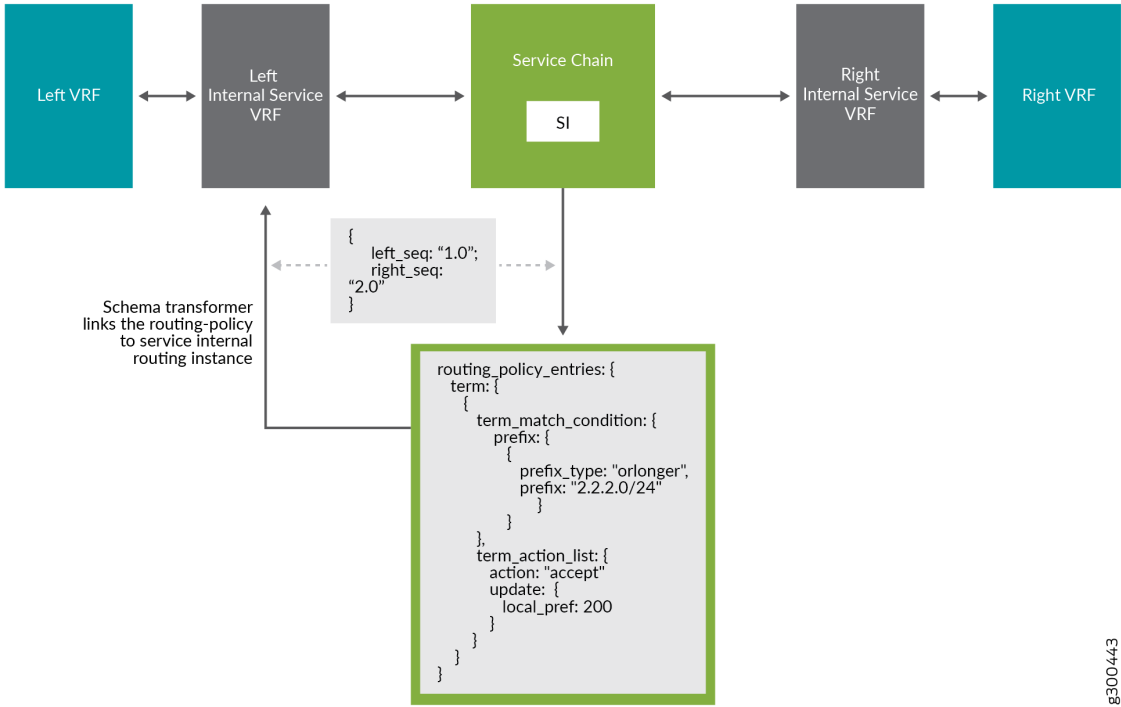 Left VRF
Left
Internal Service
VRF
Service Chain
SI
Right
Internal Service
VRF
Right VRF
{
left_seq: “1.0”;
right_seq:
“2.0”
}
Schema transformer
links the routing-policy
to service internal
routing instance
routing_policy_entries: {
term: {
{
term_match_condition: {
prefix: {
{
prefix_type: "orlonger",
prefix: "2.2.2.0/24"
}
}
},
term_action_list: {
action: "accept"
update: {
local_pref: 200
}
}
}
}
g300443